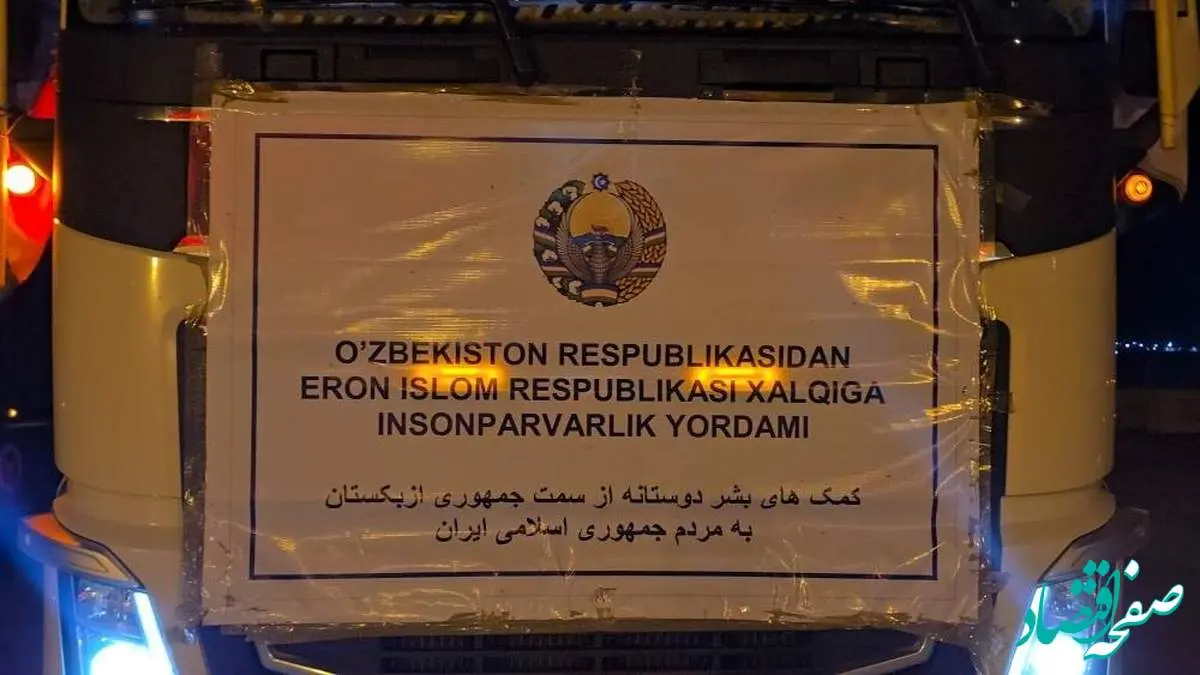 O'ZBEKISTON RESPUBLIKASIDAN
ERON ISLOM RESPUBLIKASI XALQIGA
INSONPARVARLIK YORDAMI
کمک های بشر دوستانه از سمت جمهوری ازبکستان
به مردم جمهوری اسلامی ایران
صفحه اقتصاد